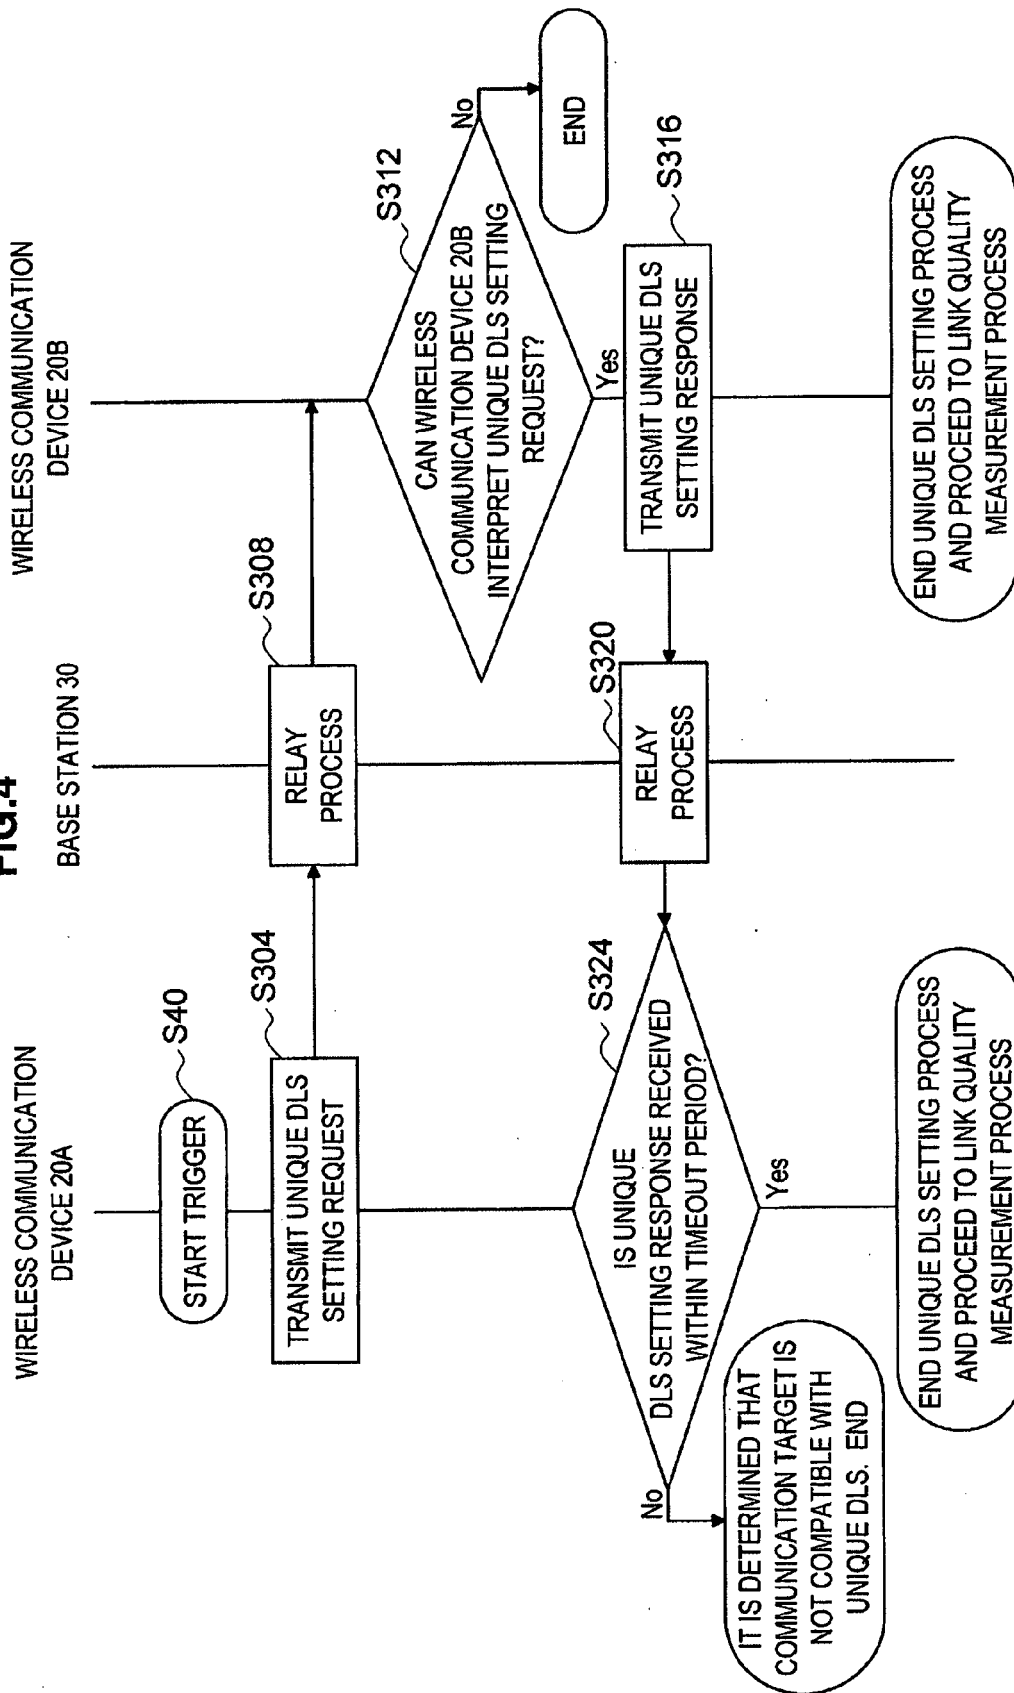 FIG.4
WIRELESS COMMUNICATION
DEVICE 20A
BASE STATION 30
WIRELESS COMMUNICATION
DEVICE 20B
START TRIGGER
S40
TRANSMIT UNIQUE DLS
SETTING REQUEST
S304
RELAY
PROCESS
S308
CAN WIRELESS
COMMUNICATION DEVICE 20B
INTERPRET UNIQUE DLS SETTING
REQUEST?
S312
No
END
Yes
TRANSMIT UNIQUE DLS
SETTING RESPONSE
S316
RELAY
PROCESS
S320
IS UNIQUE
DLS SETTING RESPONSE RECEIVED
WITHIN TIMEOUT PERIOD?
S324
No
IT IS DETERMINED THAT
COMMUNICATION TARGET IS
NOT COMPATIBLE WITH
UNIQUE DLS. END
Yes
END UNIQUE DLS SETTING PROCESS
AND PROCEED TO LINK QUALITY
MEASUREMENT PROCESS
END UNIQUE DLS SETTING PROCESS
AND PROCEED TO LINK QUALITY
MEASUREMENT PROCESS